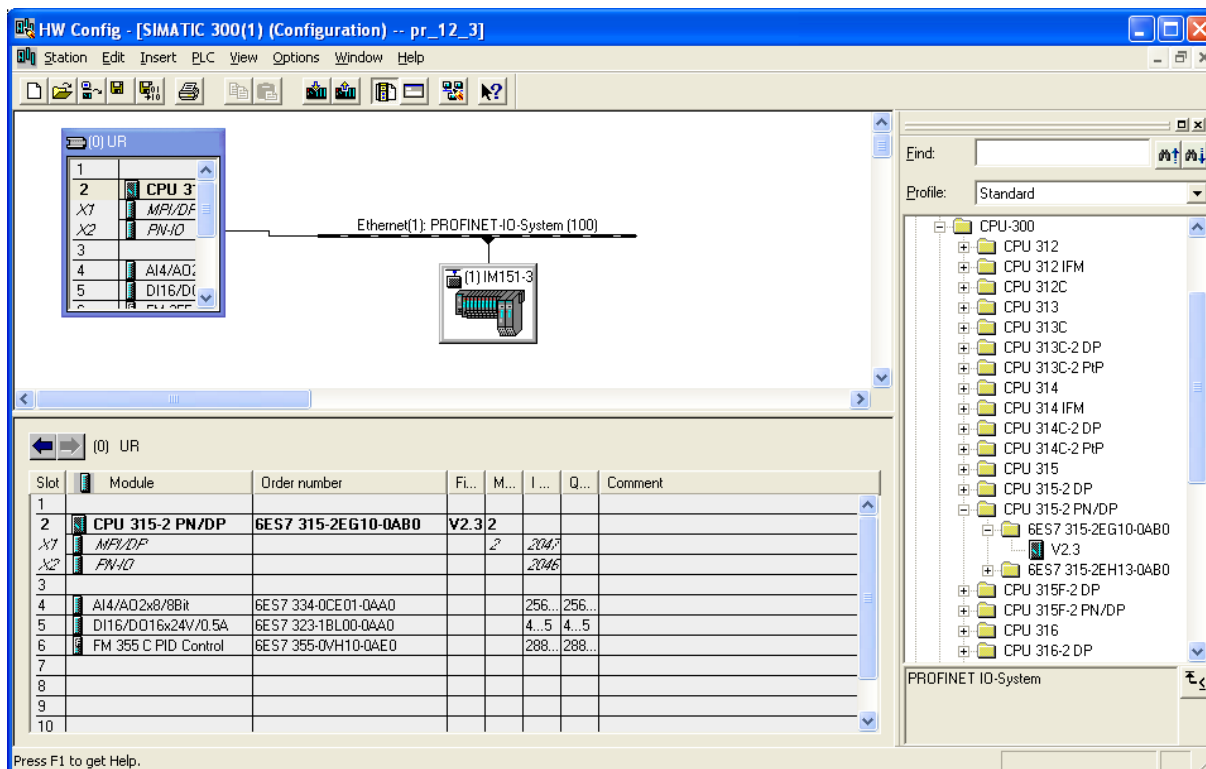 HW Config - [SIMATIC 300(1) (Configuration) -- pr_12_3]
Station Edit Insert PLC View Options Window Help
(0) UR
1
2 CPU 3
X1 MPI/DP
X2 PN-IO
3
4 AI4/AO2
5 DI16/D
Ethernet(1): PROFINET-IO-System (100)
(1) IM151-3
(0) UR
Slot Module Order number Fi... M... I ... Q... Comment
1
2 CPU 315-2 PN/DP 6ES7 315-2EG10-0AB0 V2.3 2
X1 MPI/DP 2 2047
X2 PN-IO 2046
3
4 AI4/AO2x8/8Bit 6ES7 334-0CE01-0AA0 256... 256...
5 DI16/DO16x24V/0.5A 6ES7 323-1BL00-0AA0 4...5 4...5
6 FM 355 C PID Control 6ES7 355-0VH10-0AE0 288... 288...
7
8
9
10
Find:
Profile: Standard
CPU-300
CPU 312
CPU 312 IFM
CPU 312C
CPU 313
CPU 313C
CPU 313C-2 DP
CPU 313C-2 PtP
CPU 314
CPU 314 IFM
CPU 314C-2 DP
CPU 314C-2 PtP
CPU 315
CPU 315-2 DP
CPU 315-2 PN/DP
6ES7 315-2EG10-0AB0
V2.3
6ES7 315-2EH13-0AB0
CPU 315F-2 DP
CPU 315F-2 PN/DP
CPU 316
CPU 316-2 DP
PROFINET IO-System
Press F1 to get Help.